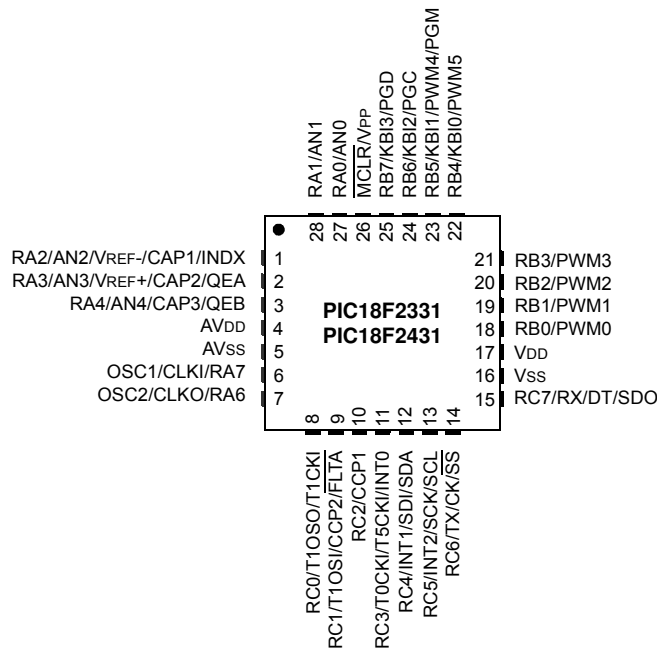 RA1/AN1
RA0/AN0
MCLR/VPP
RB7/KBI3/PGD
RB6/KBI2/PGC
RB5/KBI1/PWM4/PGM
RB4/KBI0/PWM5
28
27
26
25
24
23
22
RA2/AN2/VREF-/CAP1/INDX 1
RA3/AN3/VREF+/CAP2/QEA 2
RA4/AN4/CAP3/QEB 3
AVDD 4
AVSS 5
OSC1/CLKI/RA7 6
OSC2/CLKO/RA6 7
PIC18F2331
PIC18F2431
21 RB3/PWM3
20 RB2/PWM2
19 RB1/PWM1
18 RB0/PWM0
17 VDD
16 VSS
15 RC7/RX/DT/SDO
8
9
10
11
12
13
14
RC0/T1OSO/T1CKI
RC1/T1OSI/CCP2/FLTA
RC2/CCP1
RC3/T0CKI/T5CKI/INT0
RC4/INT1/SDI/SDA
RC5/INT2/SCK/SCL
RC6/TX/CK/SS